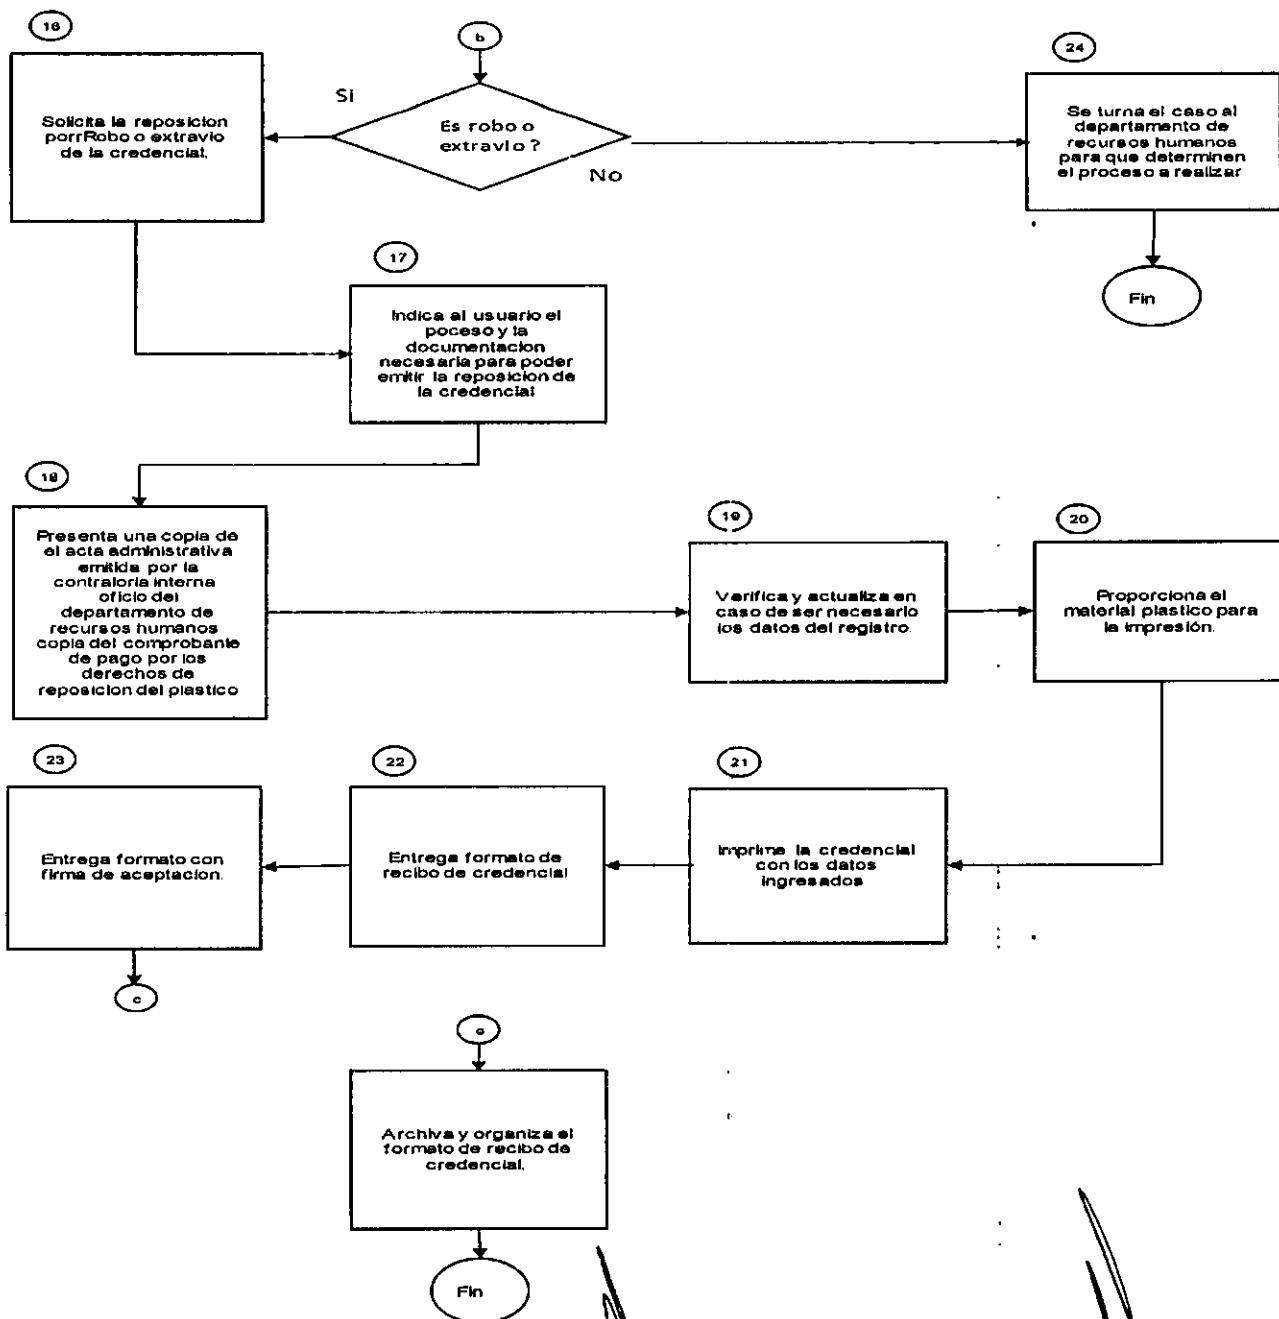 16
Solicita la reposicion
porrRobo o extravio
de la credencial.
b
Si
Es robo o
extravio ?
No
24
Se turna el caso al
departamento de
recursos humanos
para que determinen
el proceso a realizar
Fin
17
Indica al usuario el
poceso y la
documentacion
necesaria para poder
emitir la reposicion de
la credencial
18
Presenta una copia de
el acta administrativa
emitida por la
contraloria interna
oficio del
departamento de
recursos humanos
copia del comprobante
de pago por los
derechos de
reposicion del plastico
19
Verifica y actualiza en
caso de ser necesario
los datos del registro.
20
Proporciona el
material plastico para
la impresión.
23
Entrega formato con
firma de aceptacion.
c
22
Entrega formato de
recibo de credencial
21
Imprime la credencial
con los datos
ingresados
c
Archiva y organiza el
formato de recibo de
credencial.
Fin